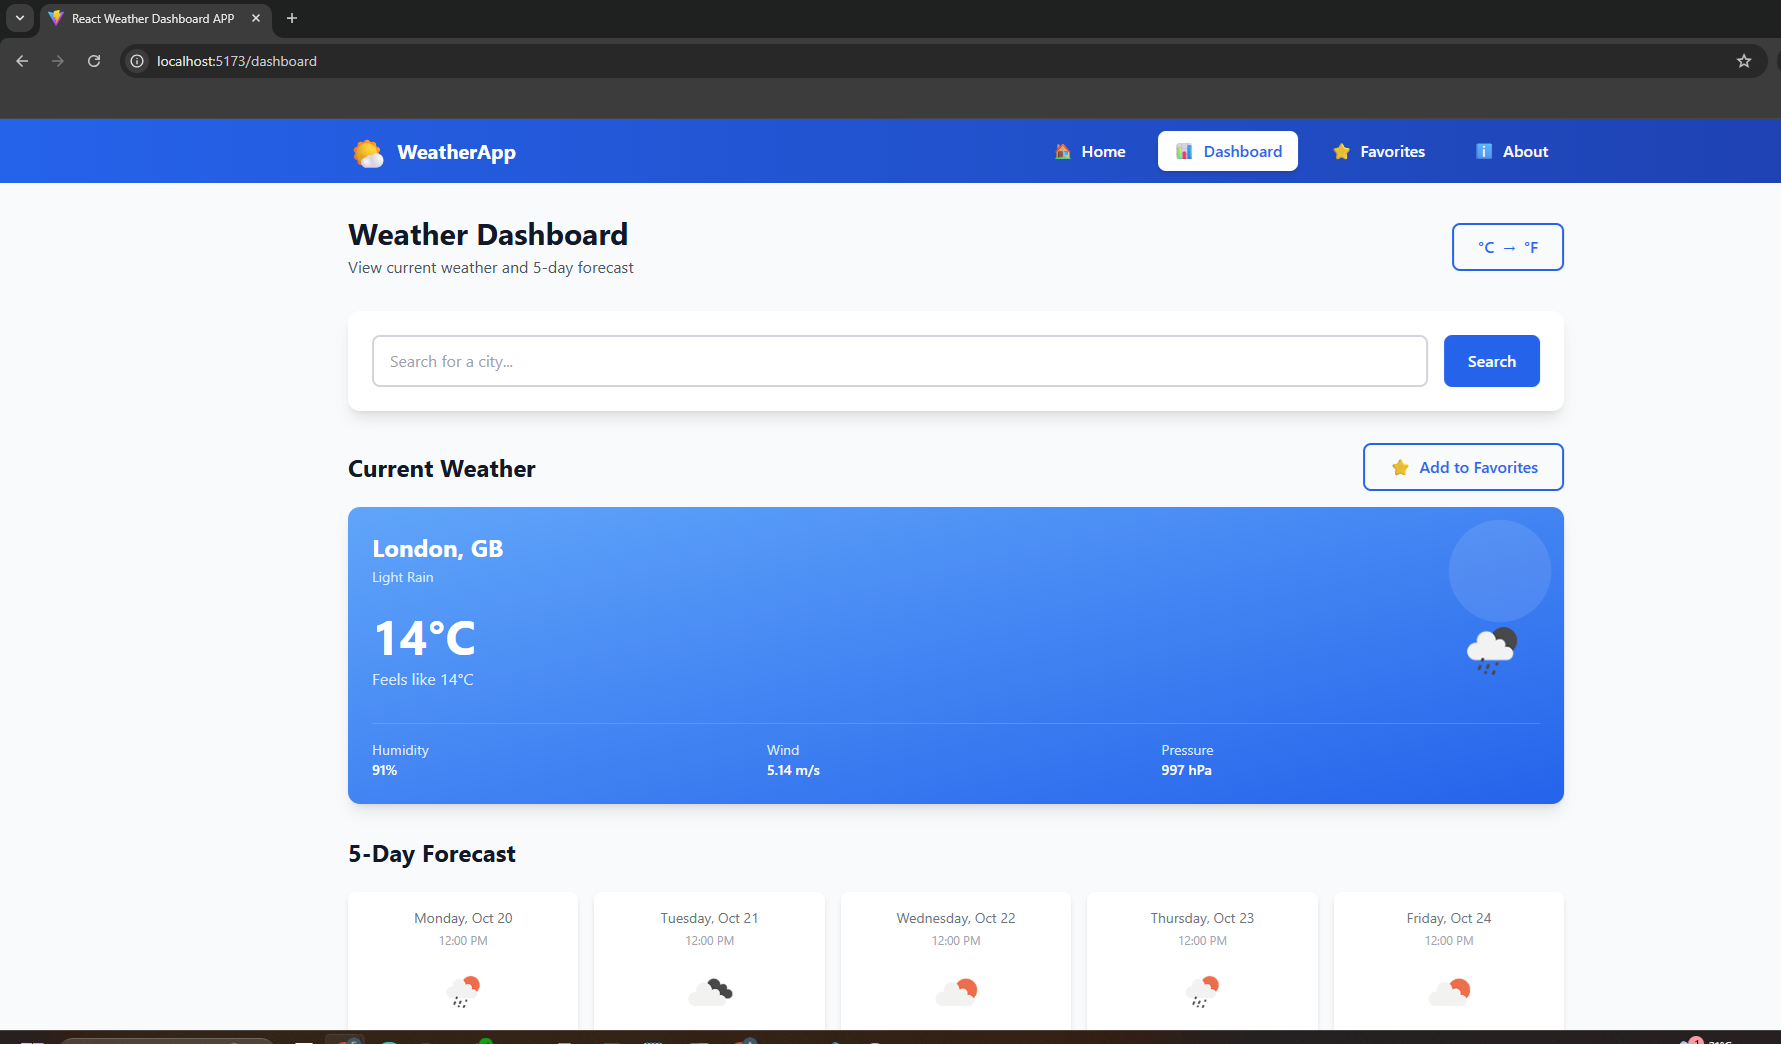 React Weather Dashboard APP
localhost:5173/dashboard
WeatherApp
Home
Dashboard
Favorites
About
Weather Dashboard
View current weather and 5-day forecast
°C → °F
Search for a city...
Search
Current Weather
Add to Favorites
London, GB
Light Rain
14°C
Feels like 14°C
Humidity
91%
Wind
5.14 m/s
Pressure
997 hPa
5-Day Forecast
Monday, Oct 20
12:00 PM
Tuesday, Oct 21
12:00 PM
Wednesday, Oct 22
12:00 PM
Thursday, Oct 23
12:00 PM
Friday, Oct 24
12:00 PM